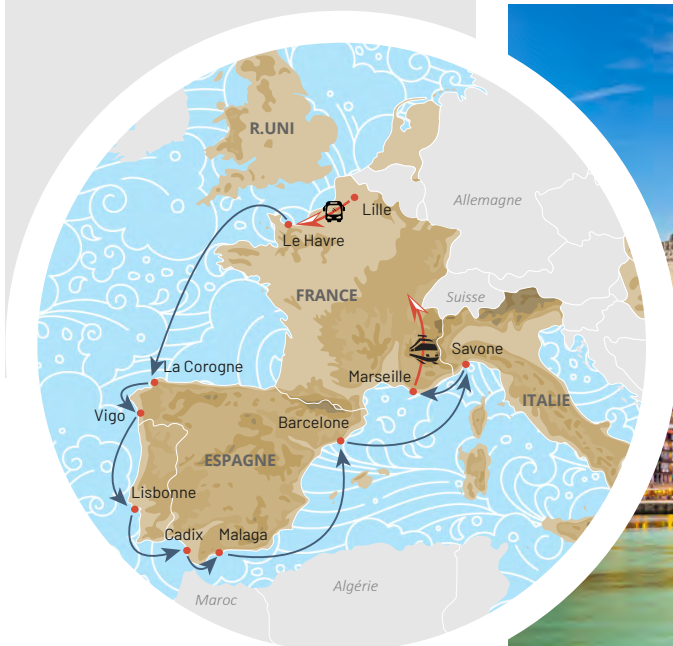 R.UNI
Allemagne
Lille
Le Havre
FRANCE
Suisse
Savone
La Corogne
Marseille
ITALIE
Vigo
Barcelone
ESPAGNE
Lisbonne
Cadix
Malaga
Algérie
Maroc